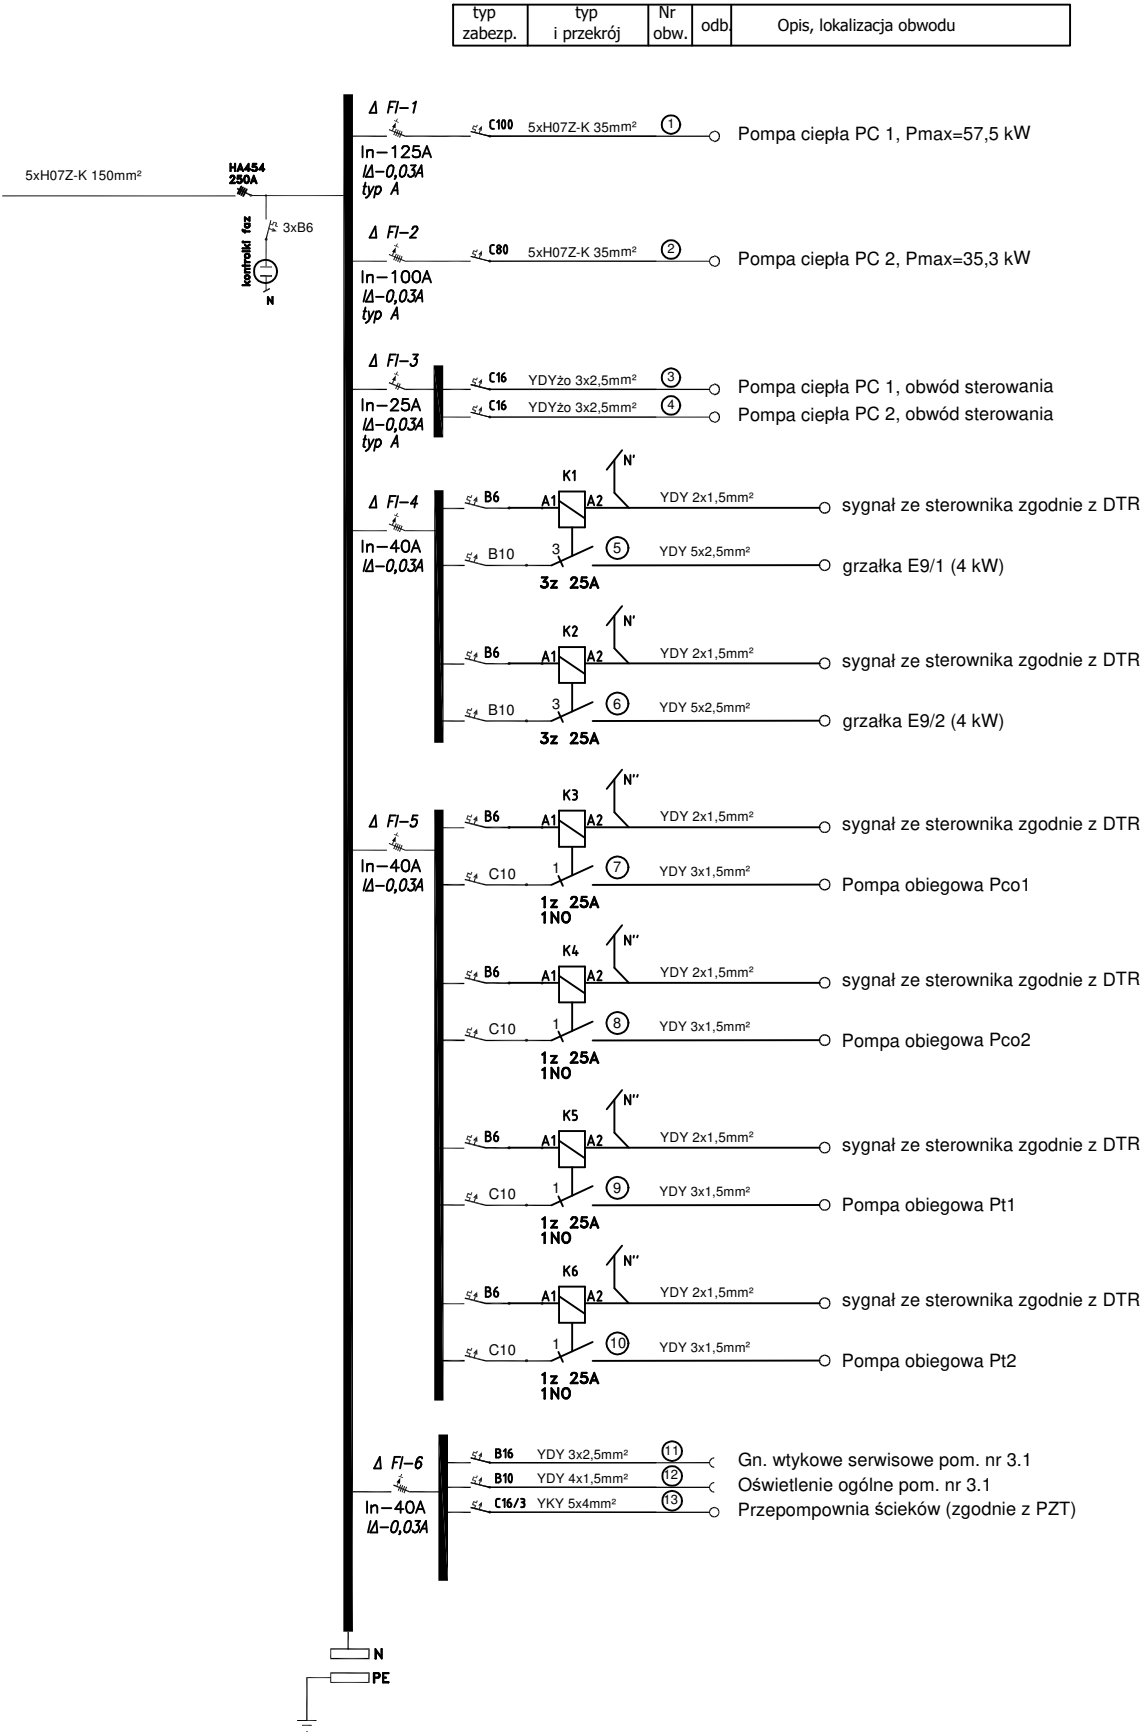 typ zabezp. typ i przekrój Nr obw. odb. Opis, lokalizacja obwodu
5xH07Z-K 150mm²
HA454
250A
kontrolki faz
3xB6
N
Δ FI-1
In-125A
IΔ-0,03A
typ A
C100 5xH07Z-K 35mm² 1 Pompa ciepła PC 1, Pmax=57,5 kW
Δ FI-2
In-100A
IΔ-0,03A
typ A
C80 5xH07Z-K 35mm² 2 Pompa ciepła PC 2, Pmax=35,3 kW
Δ FI-3
In-25A
IΔ-0,03A
typ A
C16 YDYżo 3x2,5mm² 3 Pompa ciepła PC 1, obwód sterowania
C16 YDYżo 3x2,5mm² 4 Pompa ciepła PC 2, obwód sterowania
Δ FI-4
In-40A
IΔ-0,03A
K1 N'
B6 A1 A2 YDY 2x1,5mm² sygnał ze sterownika zgodnie z DTR
B10 3 5 YDY 5x2,5mm² grzałka E9/1 (4 kW)
3z 25A
K2 N'
B6 A1 A2 YDY 2x1,5mm² sygnał ze sterownika zgodnie z DTR
B10 3 6 YDY 5x2,5mm² grzałka E9/2 (4 kW)
3z 25A
Δ FI-5
In-40A
IΔ-0,03A
K3 N''
B6 A1 A2 YDY 2x1,5mm² sygnał ze sterownika zgodnie z DTR
C10 1 7 YDY 3x1,5mm² Pompa obiegowa Pco1
1z 25A
1NO
K4 N''
B6 A1 A2 YDY 2x1,5mm² sygnał ze sterownika zgodnie z DTR
C10 1 8 YDY 3x1,5mm² Pompa obiegowa Pco2
1z 25A
1NO
K5 N''
B6 A1 A2 YDY 2x1,5mm² sygnał ze sterownika zgodnie z DTR
C10 1 9 YDY 3x1,5mm² Pompa obiegowa Pt1
1z 25A
1NO
K6 N''
B6 A1 A2 YDY 2x1,5mm² sygnał ze sterownika zgodnie z DTR
C10 1 10 YDY 3x1,5mm² Pompa obiegowa Pt2
1z 25A
1NO
Δ FI-6
In-40A
IΔ-0,03A
B16 YDY 3x2,5mm² 11 Gn. wtykowe serwisowe pom. nr 3.1
B10 YDY 4x1,5mm² 12 Oświetlenie ogólne pom. nr 3.1
C16/3 YKY 5x4mm² 13 Przepompownia ścieków (zgodnie z PZT)
N
PE